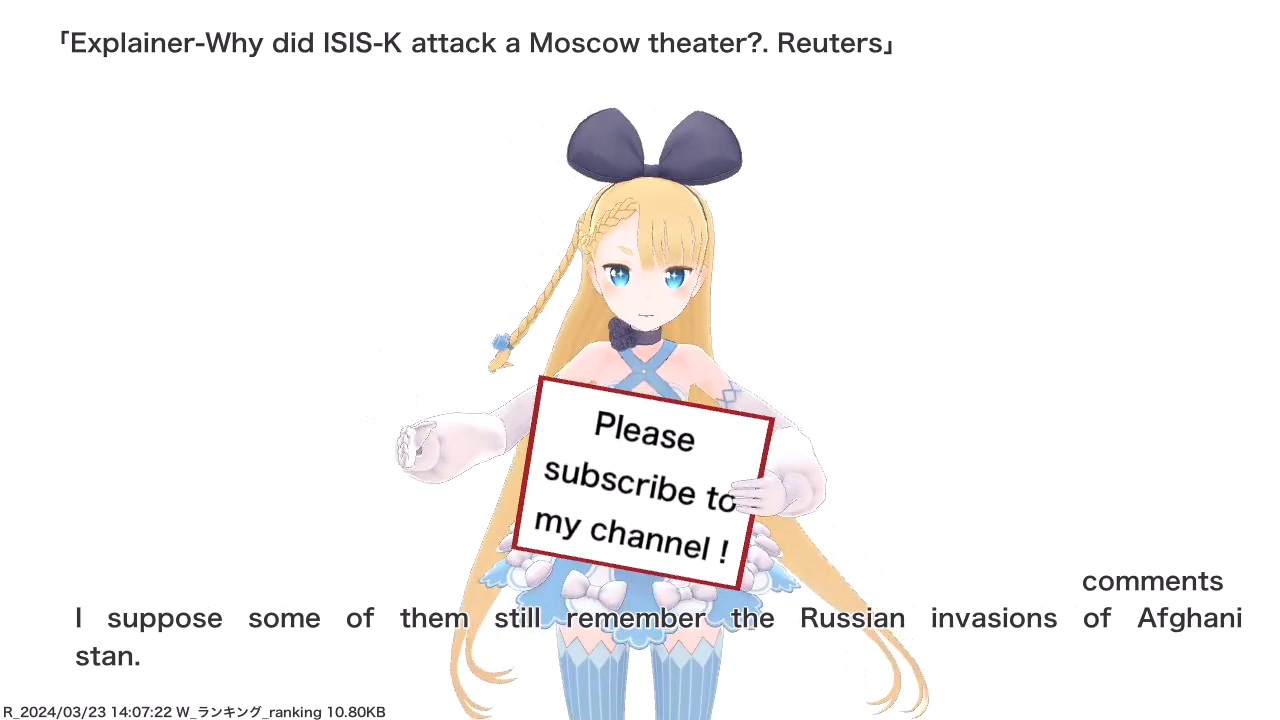 「Explainer-Why did ISIS-K attack a Moscow theater?. Reuters」
Please
subscribe to
my channel !
comments
I suppose some of them still remember the Russian invasions of Afghani
stan.
R_2024/03/23 14:07:22 W_ランキング_ranking 10.80KB